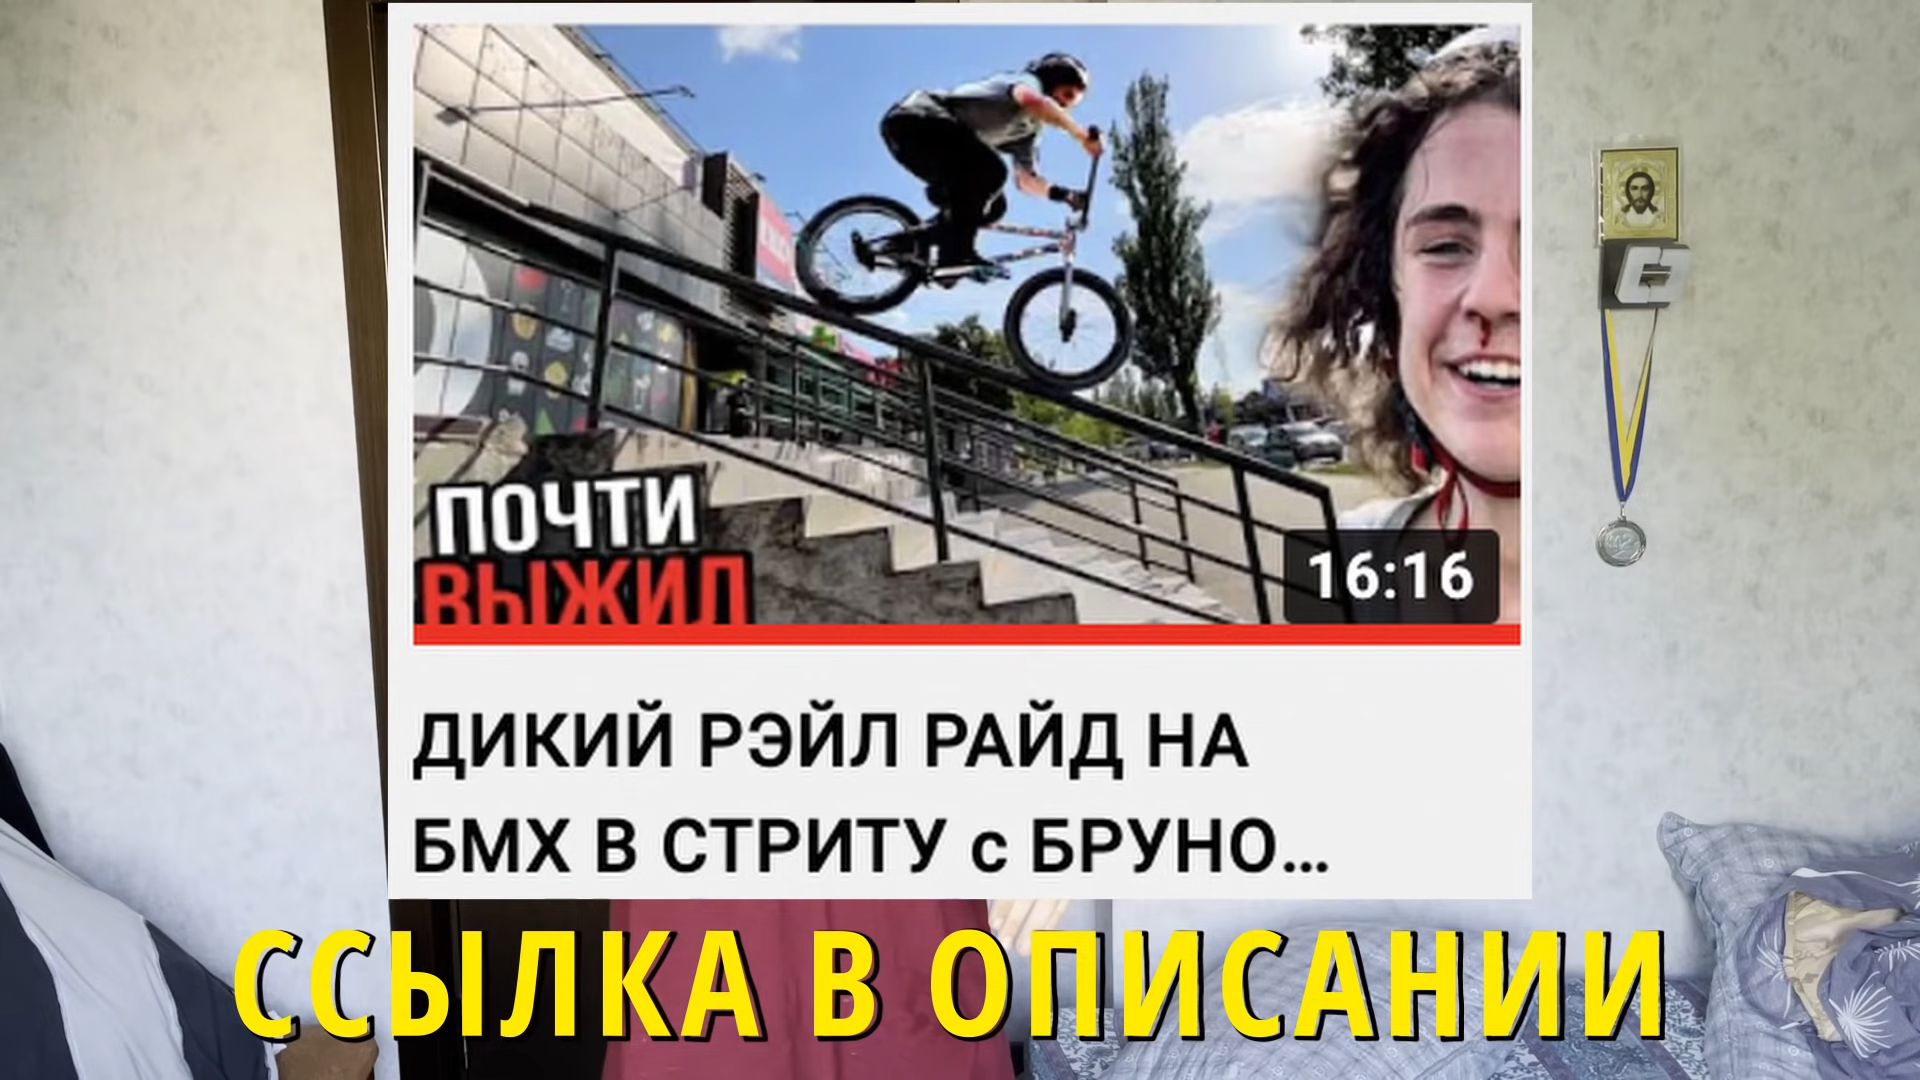 ПОЧТИ
ВЫЖИЛ
16:16
ДИКИЙ РЭЙЛ РАЙД НА
БМХ В СТРИТУ с БРУНО...
ССЫЛКА В ОПИСАНИИ